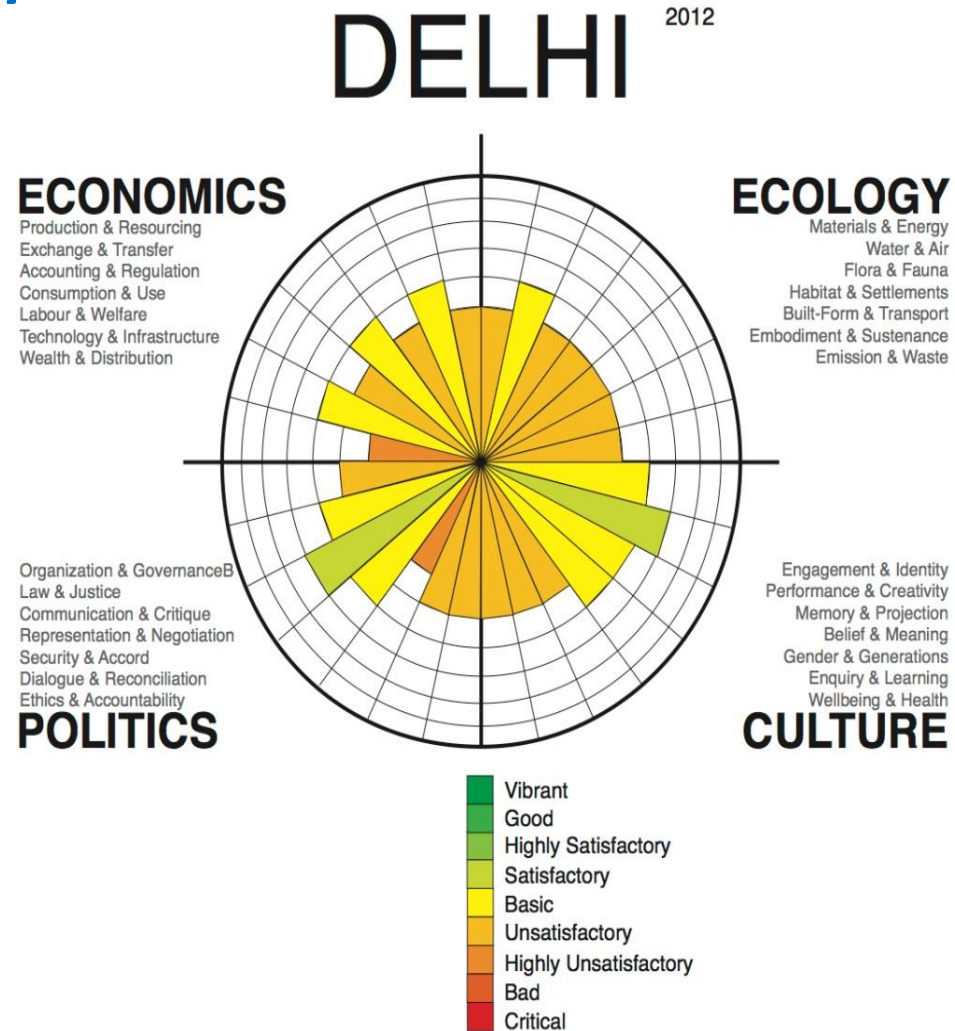 DELHI 2012
ECONOMICS
Production & Resourcing
Exchange & Transfer
Accounting & Regulation
Consumption & Use
Labour & Welfare
Technology & Infrastructure
Wealth & Distribution
ECOLOGY
Materials & Energy
Water & Air
Flora & Fauna
Habitat & Settlements
Built-Form & Transport
Embodiment & Sustenance
Emission & Waste
Organization & GovernanceB
Law & Justice
Communication & Critique
Representation & Negotiation
Security & Accord
Dialogue & Reconciliation
Ethics & Accountability
POLITICS
Engagement & Identity
Performance & Creativity
Memory & Projection
Belief & Meaning
Gender & Generations
Enquiry & Learning
Wellbeing & Health
CULTURE
Vibrant
Good
Highly Satisfactory
Satisfactory
Basic
Unsatisfactory
Highly Unsatisfactory
Bad
Critical